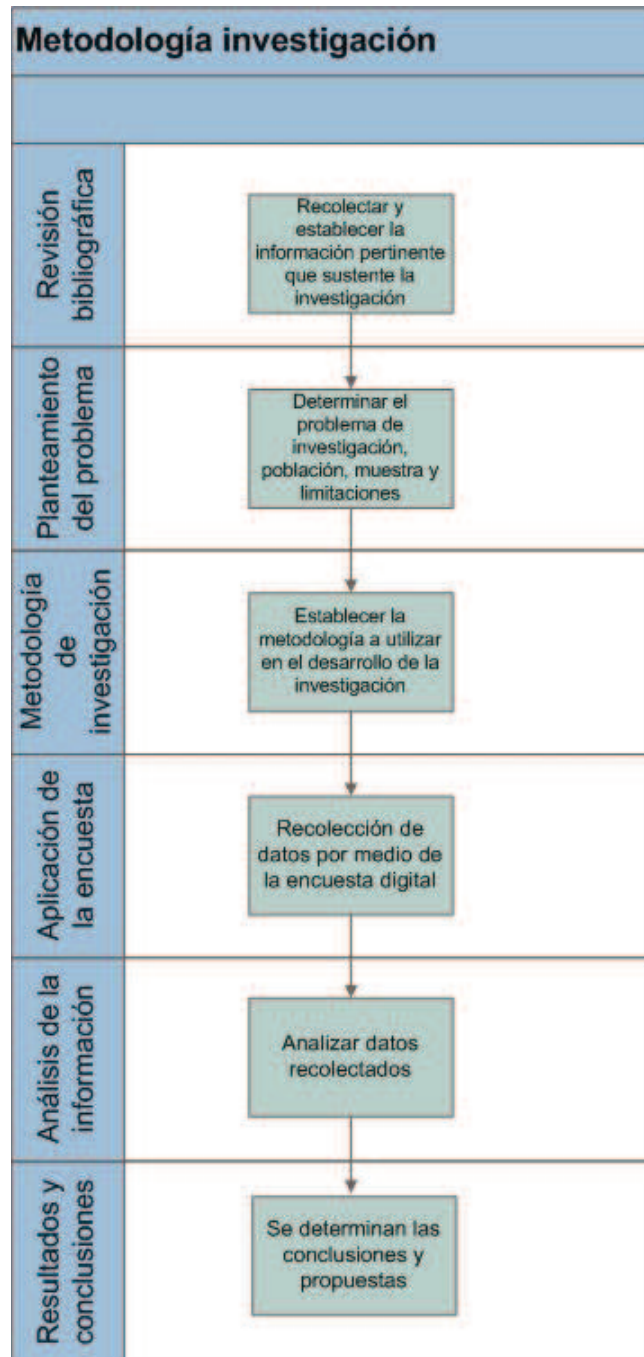 Metodología investigación
Revisión
bibliográfica
Recolectar y
establecer la
información pertinente
que sustente la
investigación
Planteamiento
del problema
Determinar el
problema de
investigación,
población, muestra y
limitaciones
Metodología
de
investigación
Establecer la
metodología a utilizar
en el desarrollo de la
investigación
Aplicación de
la encuesta
Recolección de
datos por medio de
la encuesta digital
Análisis de la
información
Analizar datos
recolectados
Resultados y
conclusiones
Se determinan las
conclusiones y
propuestas